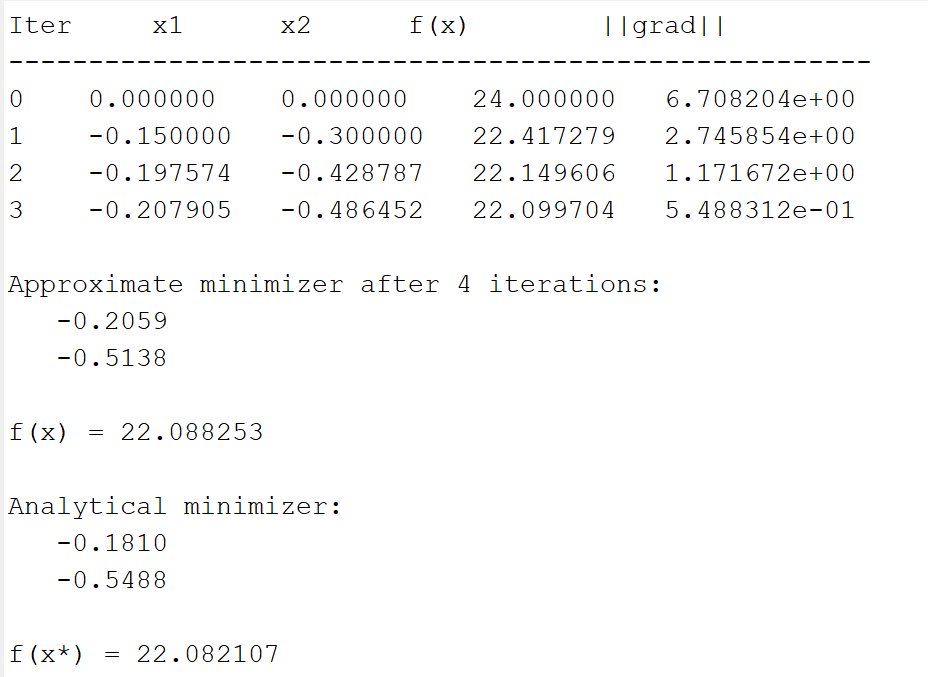 Iter x1 x2 f(x) ||grad||
------------------------------------------------------
0 0.000000 0.000000 24.000000 6.708204e+00
1 -0.150000 -0.300000 22.417279 2.745854e+00
2 -0.197574 -0.428787 22.149606 1.171672e+00
3 -0.207905 -0.486452 22.099704 5.488312e-01
Approximate minimizer after 4 iterations:
-0.2059
-0.5138
f(x) = 22.088253
Analytical minimizer:
-0.1810
-0.5488
f(x*) = 22.082107